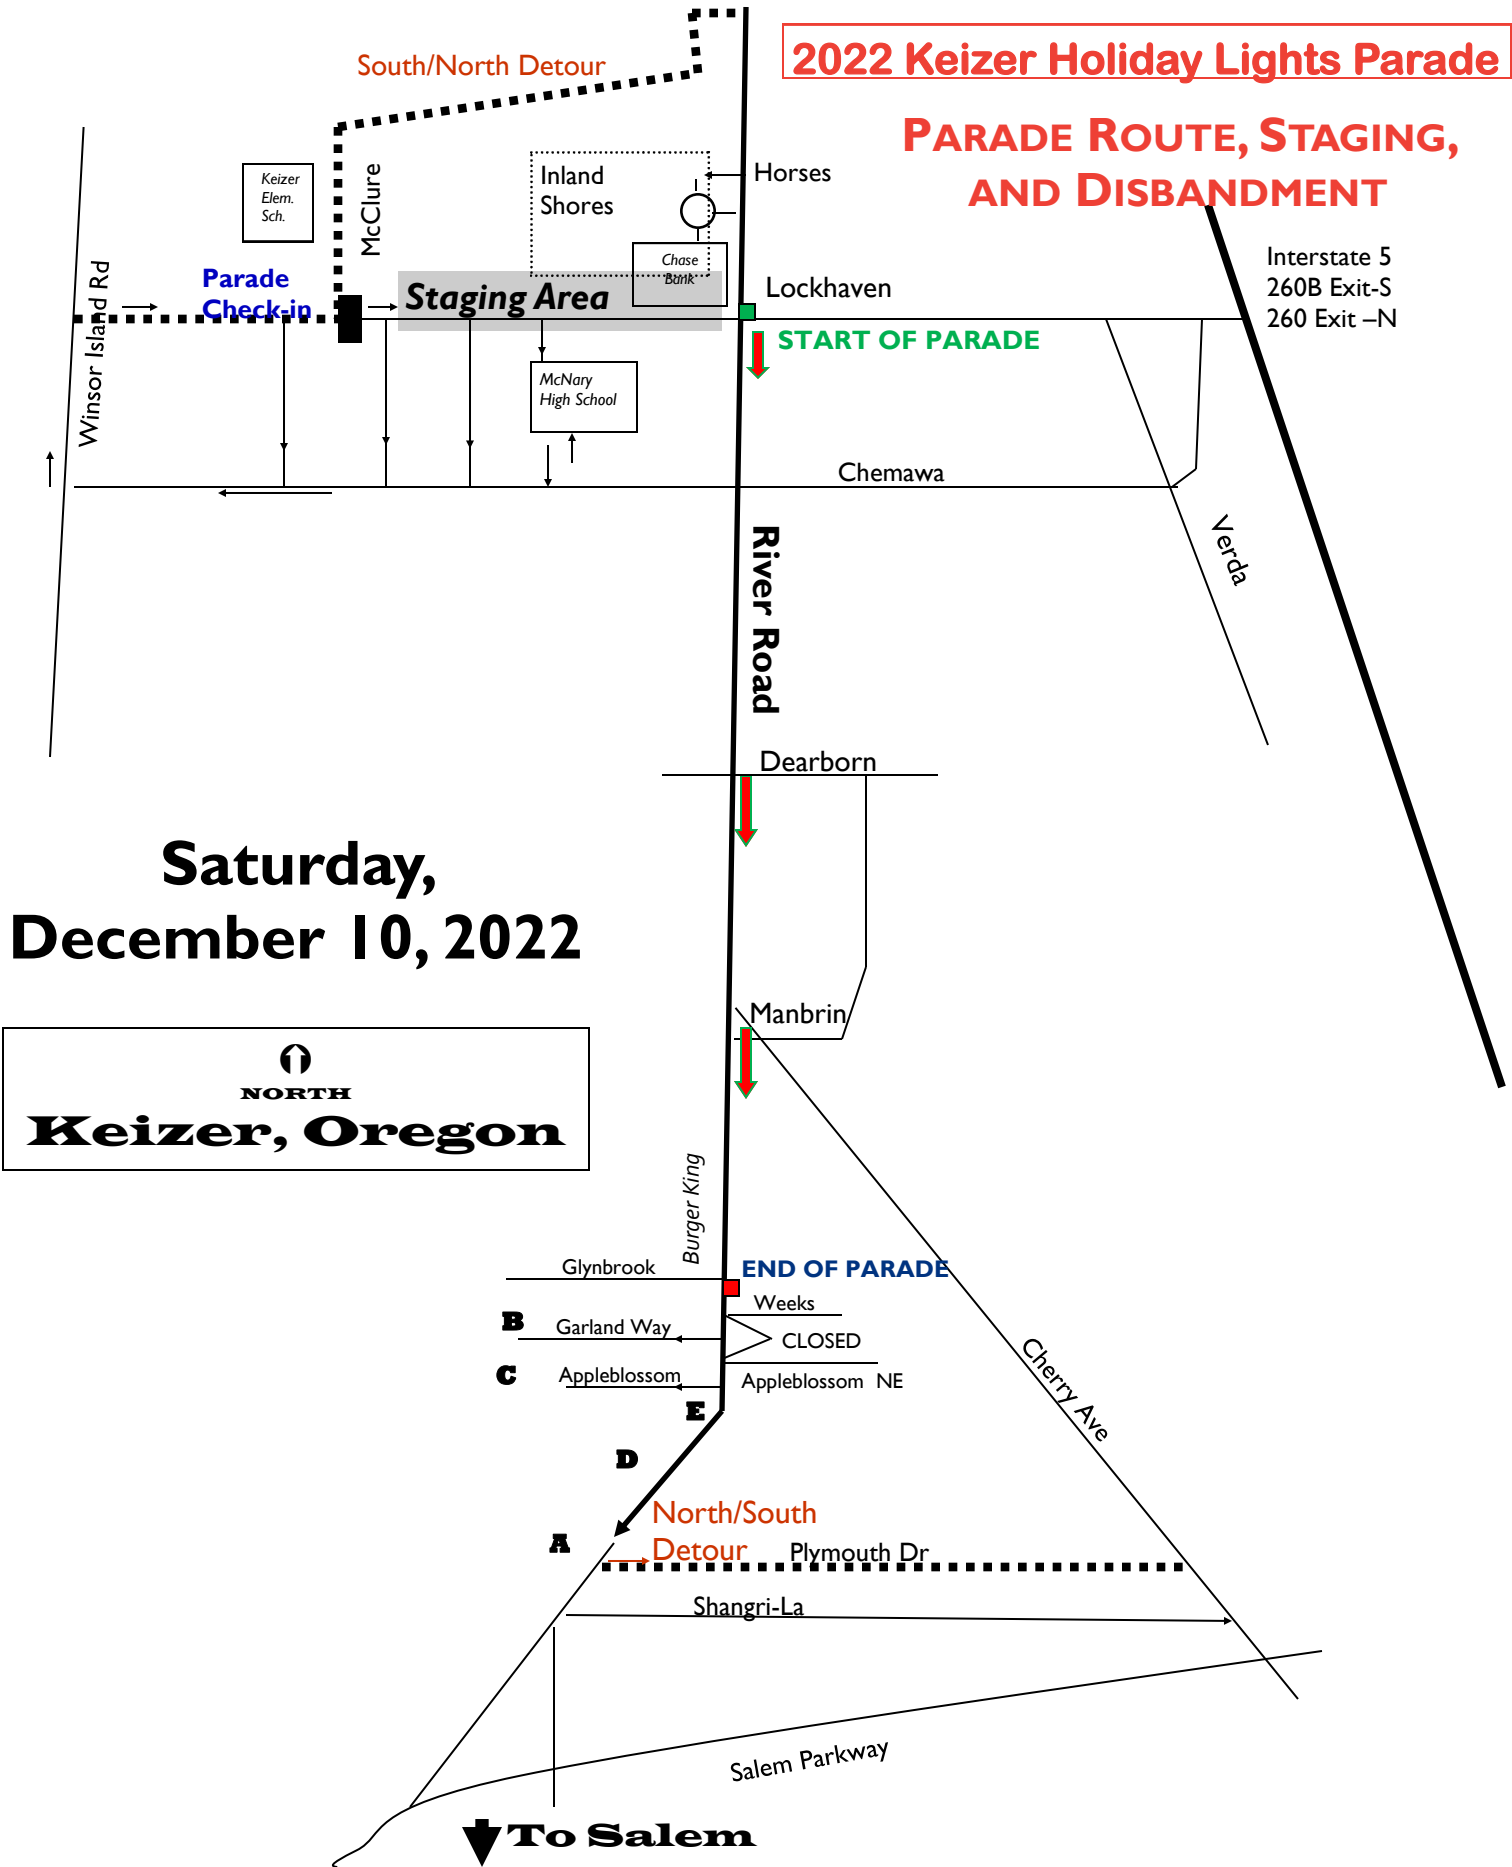 South/North Detour
2022 Keizer Holiday Lights Parade
PARADE ROUTE, STAGING,
AND DISBANDMENT
Keizer
Elem.
Sch.
McClure
Inland
Shores
Horses
Chase
Bank
Interstate 5
260B Exit-S
260 Exit –N
Winsor Island Rd
Parade
Check-in
Staging Area
Lockhaven
START OF PARADE
McNary
High School
Chemawa
Verda
River Road
Dearborn
Saturday,
December 10, 2022
Manbrin
NORTH
Keizer, Oregon
Burger King
Glynbrook
END OF PARADE
Weeks
B
Garland Way
CLOSED
C
Appleblossom
Appleblossom NE
E
Cherry Ave
D
A
North/South
Detour
Plymouth Dr
Shangri-La
Salem Parkway
To Salem